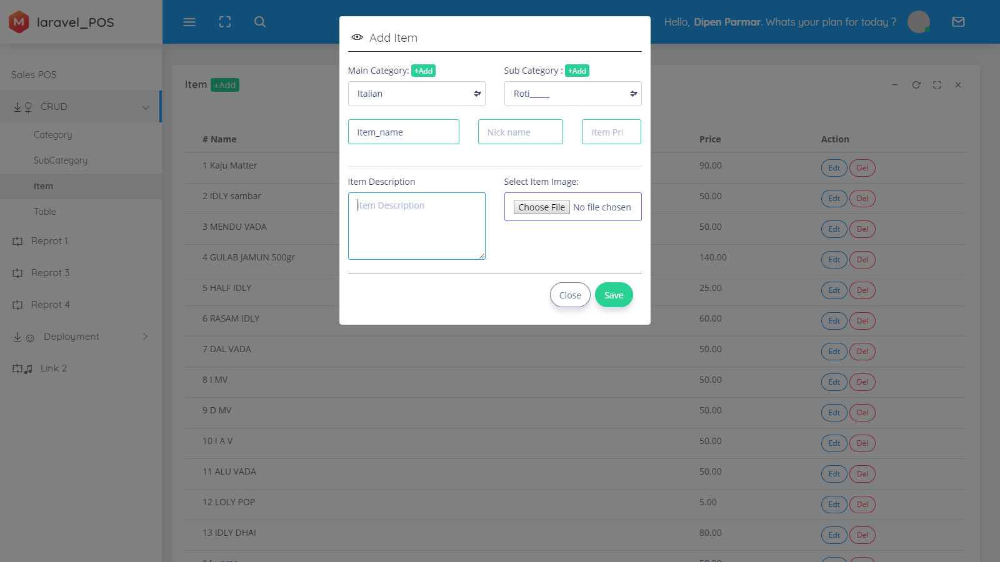 laravel_POS
Hello, Dipen Parmar. Whats your plan for today ?
Sales POS
CRUD
Category
SubCategory
Item
Table
Reprot 1
Reprot 3
Reprot 4
Deployment
Link 2
Item +Add
# Name Price Action
1 Kaju Matter 90.00 Edt Del
2 IDLY sambar 50.00 Edt Del
3 MENDU VADA 50.00 Edt Del
4 GULAB JAMUN 500gr 140.00 Edt Del
5 HALF IDLY 25.00 Edt Del
6 RASAM IDLY 60.00 Edt Del
7 DAL VADA 50.00 Edt Del
8 I MV 50.00 Edt Del
9 D MV 50.00 Edt Del
10 I A V 50.00 Edt Del
11 ALU VADA 50.00 Edt Del
12 LOLY POP 5.00 Edt Del
13 IDLY DHAI 80.00 Edt Del
Add Item
Main Category: +Add Sub Category : +Add
Italian Roti_____
Item_name Nick name Item Pri
Item Description Select Item Image:
Item Description Choose File No file chosen
Close Save